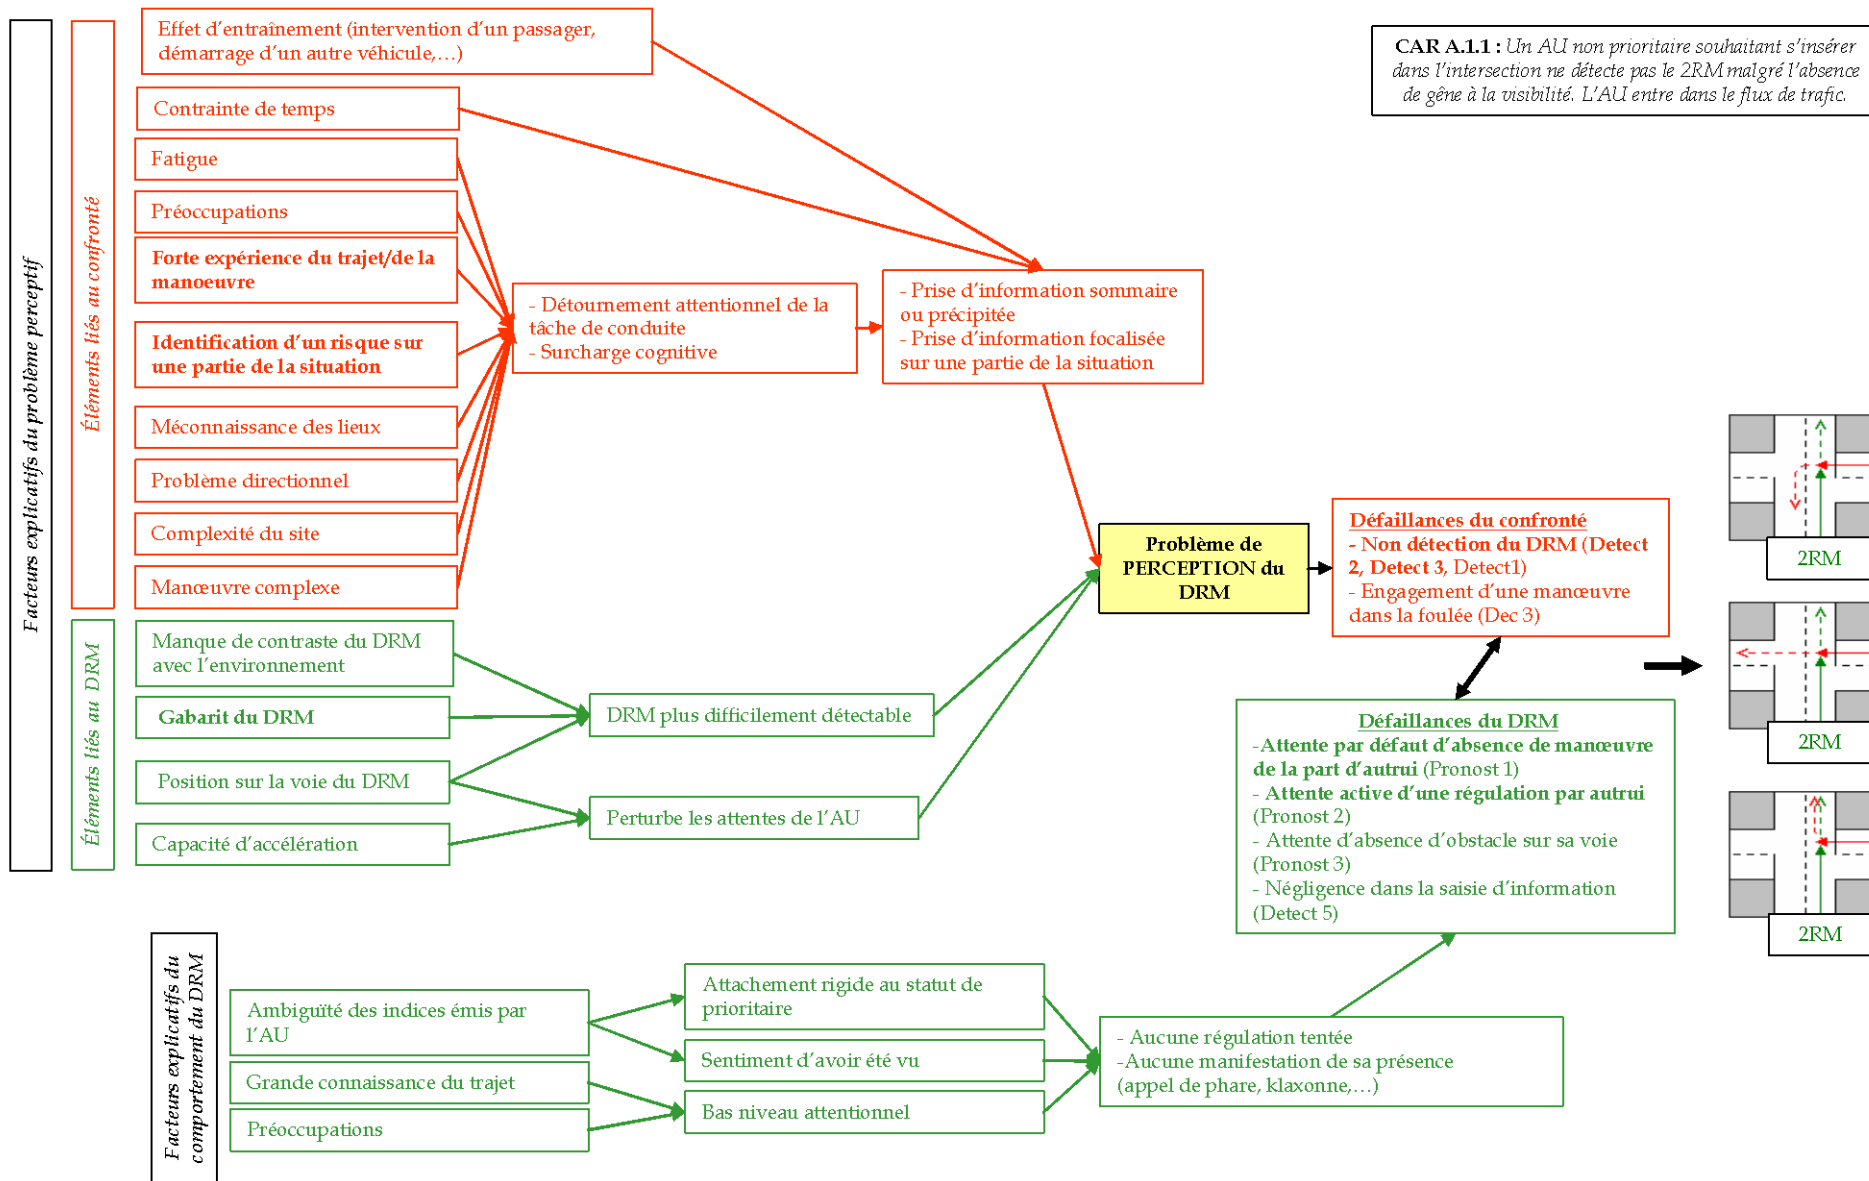 Facteurs explicatifs du problème perceptif
Éléments liés au confronté
Effet d'entraînement (intervention d'un passager,
démarrage d'un autre véhicule,...)
Contrainte de temps
Fatigue
Préoccupations
Forte expérience du trajet/de la
manoeuvre
Identification d'un risque sur
une partie de la situation
Méconnaissance des lieux
Problème directionnel
Complexité du site
Manœuvre complexe
- Détournement attentionnel de la
tâche de conduite
- Surcharge cognitive
- Prise d'information sommaire
ou précipitée
- Prise d'information focalisée
sur une partie de la situation
CAR A.1.1 : Un AU non prioritaire souhaitant s'insérer
dans l'intersection ne détecte pas le 2RM malgré l'absence
de gêne à la visibilité. L'AU entre dans le flux de trafic.
Éléments liés au DRM
Manque de contraste du DRM
avec l'environnement
Gabarit du DRM
Position sur la voie du DRM
Capacité d'accélération
DRM plus difficilement détectable
Perturbe les attentes de l'AU
Problème de
PERCEPTION du
DRM
Défaillances du confronté
- Non détection du DRM (Detect
2, Detect 3, Detect1)
- Engagement d'une manœuvre
dans la foulée (Dec 3)
Défaillances du DRM
-Attente par défaut d'absence de manœuvre
de la part d'autrui (Pronost 1)
- Attente active d'une régulation par autrui
(Pronost 2)
- Attente d'absence d'obstacle sur sa voie
(Pronost 3)
- Négligence dans la saisie d'information
(Detect 5)
2RM
2RM
2RM
Facteurs explicatifs du
comportement du DRM
Ambiguïté des indices émis par
l'AU
Grande connaissance du trajet
Préoccupations
Attachement rigide au statut de
prioritaire
Sentiment d'avoir été vu
Bas niveau attentionnel
- Aucune régulation tentée
-Aucune manifestation de sa présence
(appel de phare, klaxonne,...)